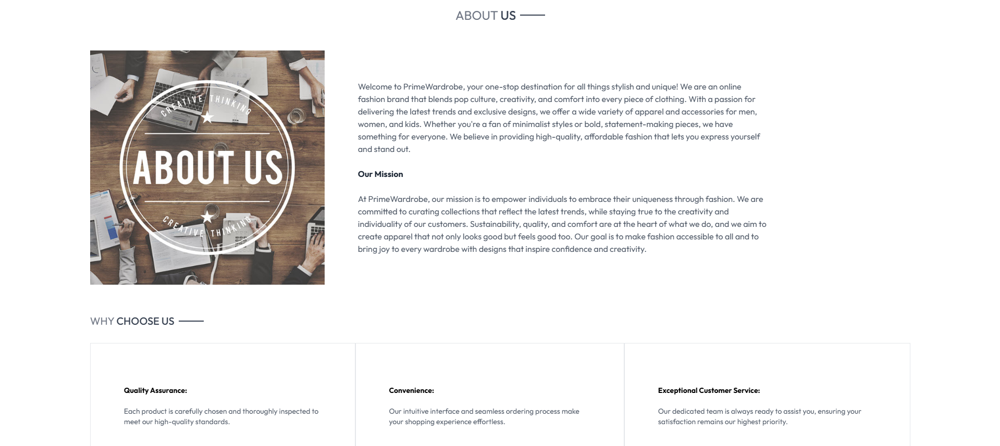 ABOUT US
CREATIVE THINKING
ABOUT US
CREATIVE THINKING
Welcome to PrimeWardrobe, your one-stop destination for all things stylish and unique! We are an online
fashion brand that blends pop culture, creativity, and comfort into every piece of clothing. With a passion for
delivering the latest trends and exclusive designs, we offer a wide variety of apparel and accessories for men,
women, and kids. Whether you're a fan of minimalist styles or bold, statement-making pieces, we have
something for everyone. We believe in providing high-quality, affordable fashion that lets you express yourself
and stand out.
Our Mission
At PrimeWardrobe, our mission is to empower individuals to embrace their uniqueness through fashion. We are
committed to curating collections that reflect the latest trends, while staying true to the creativity and
individuality of our customers. Sustainability, quality, and comfort are at the heart of what we do, and we aim to
create apparel that not only looks good but feels good too. Our goal is to make fashion accessible to all and to
bring joy to every wardrobe with designs that inspire confidence and creativity.
WHY CHOOSE US
Quality Assurance:
Each product is carefully chosen and thoroughly inspected to
meet our high-quality standards.
Convenience:
Our intuitive interface and seamless ordering process make
your shopping experience effortless.
Exceptional Customer Service:
Our dedicated team is always ready to assist you, ensuring your
satisfaction remains our highest priority.